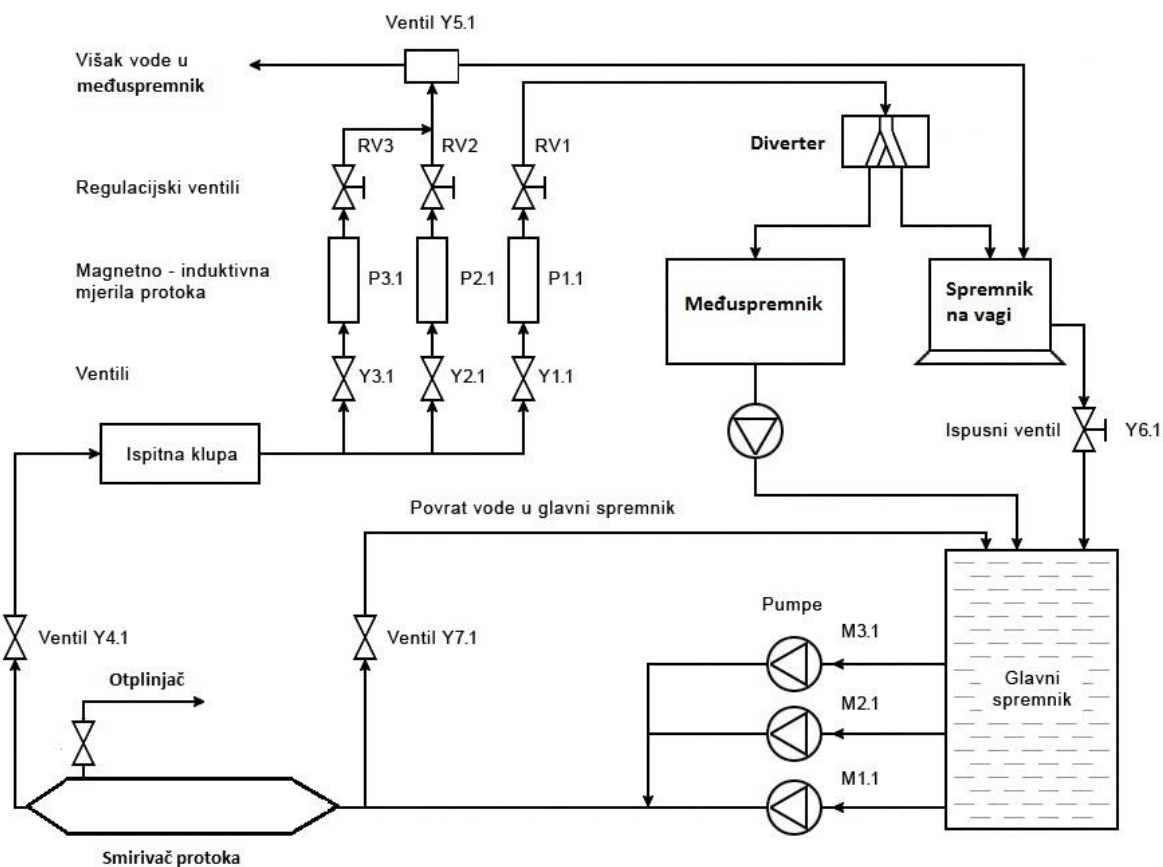 Ventil Y5.1
Višak vode u
međuspremnik
RV3
RV2
RV1
Diverter
Regulacijski ventili
Magnetno - induktivna
mjerila protoka
P3.1
P2.1
P1.1
Međuspremnik
Spremnik
na vagi
Ventili
Y3.1
Y2.1
Y1.1
Ispitna klupa
Ispusni ventil
Y6.1
Povrat vode u glavni spremnik
Pumpe
Ventil Y4.1
Ventil Y7.1
M3.1
Otplinjač
Glavni
spremnik
M2.1
M1.1
Smirivač protoka